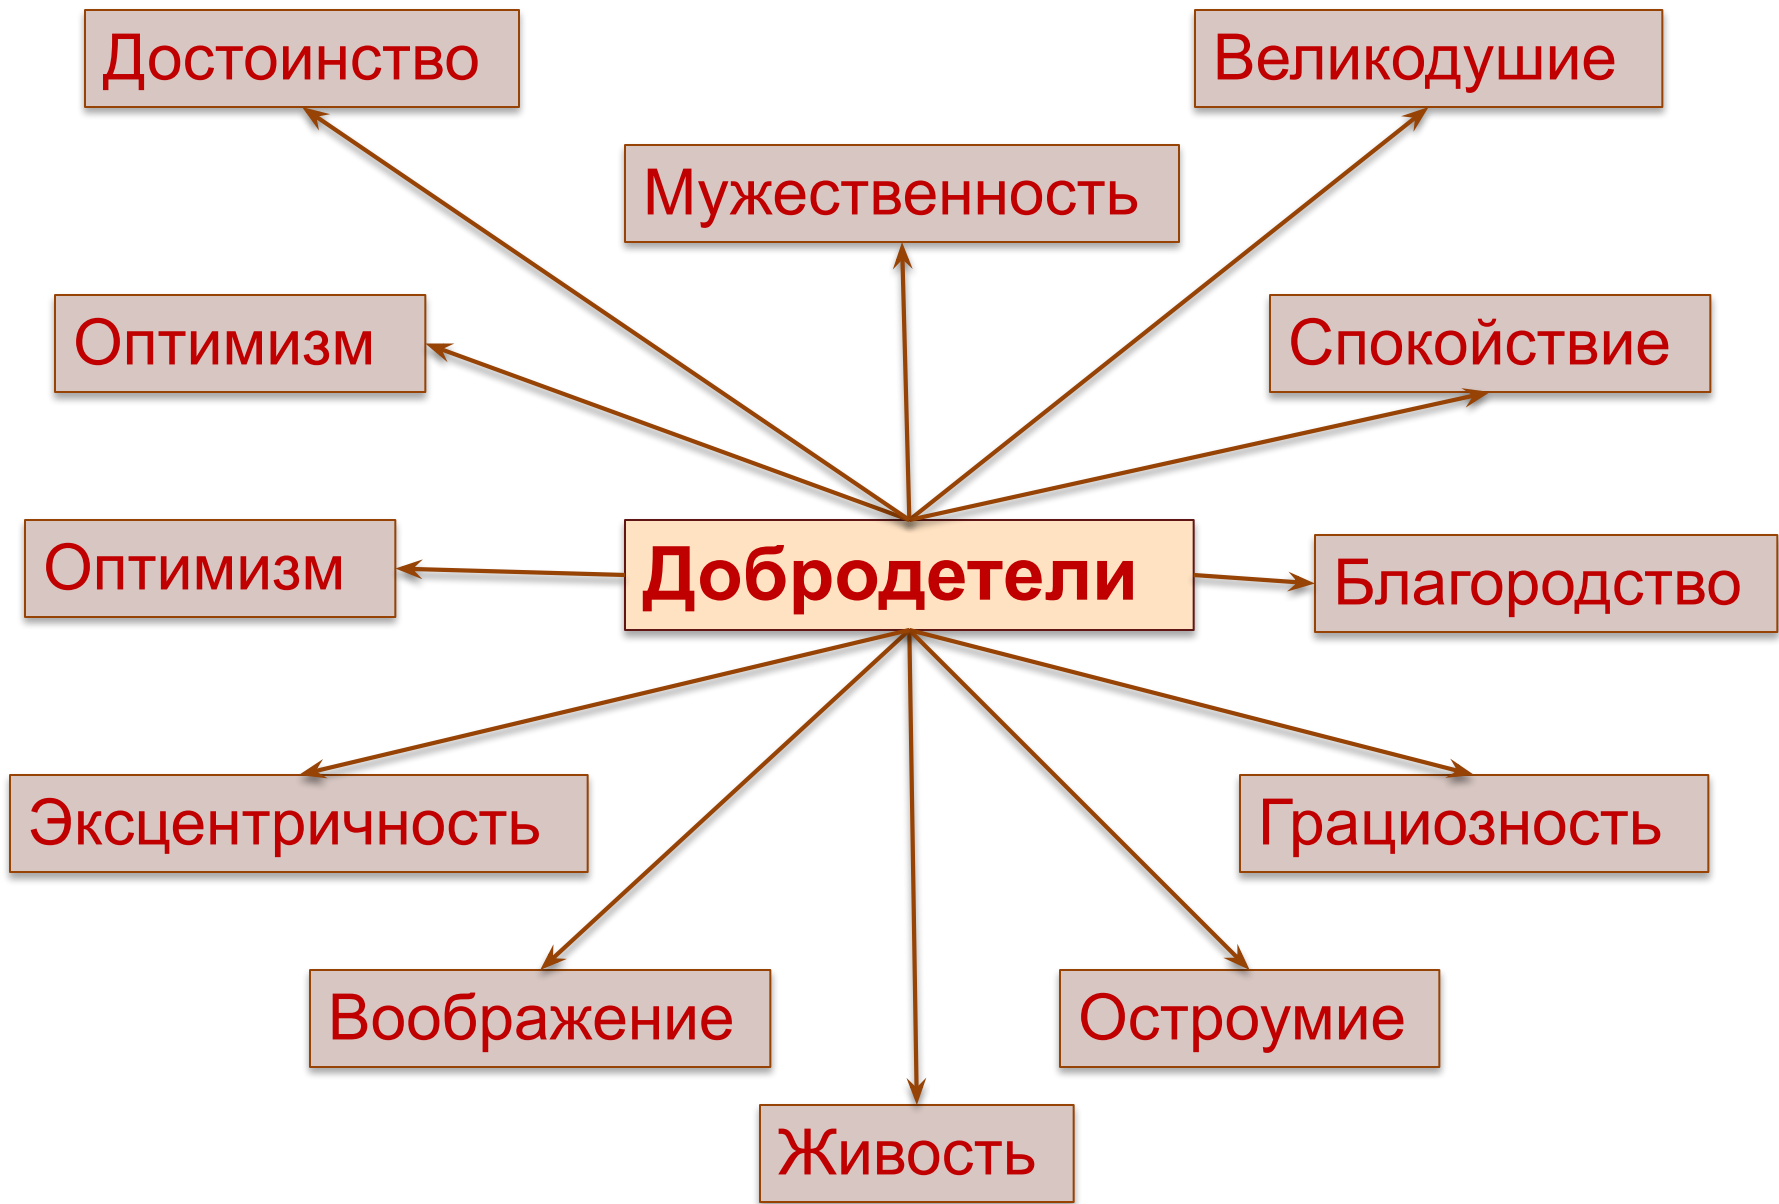 Достоинство
Великодушие
Мужественность
Оптимизм
Спокойствие
Оптимизм
Добродетели
Благородство
Эксцентричность
Грациозность
Воображение
Остроумие
Живость